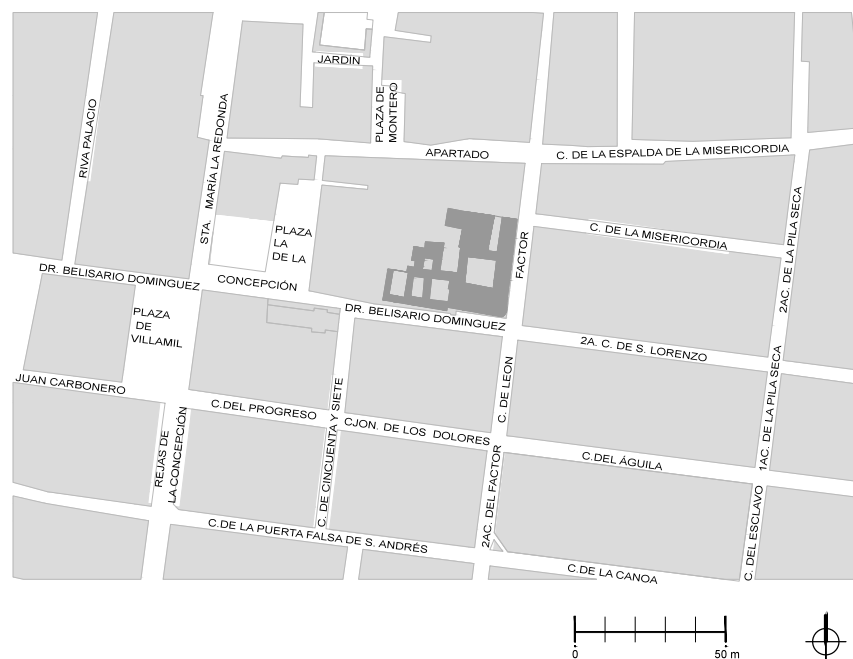 JARDÍN
PLAZA DE
MONTERO
RIVA PALACIO
STA. MARÍA LA REDONDA
APARTADO
C. DE LA ESPALDA DE LA MISERICORDIA
PLAZA
LA
DE LA
CONCEPCIÓN
FACTOR
C. DE LA MISERICORDIA
2AC. DE LA PILA SECA
DR. BELISARIO DOMINGUEZ
DR. BELISARIO DOMINGUEZ
PLAZA
DE
VILLAMIL
2A. C. DE S. LORENZO
JUAN CARBONERO
C.DEL PROGRESO
C. DE CINCUENTA Y SIETE
CJON. DE LOS DOLORES
C. DE LEON
1AC. DE LA PILA SECA
C.DEL ÁGUILA
REJAS DE
LA CONCEPCIÓN
2AC. DEL FACTOR
C. DEL ESCLAVO
C.DE LA PUERTA FALSA DE S. ANDRÉS
C.DE LA CANOA
0 50 m